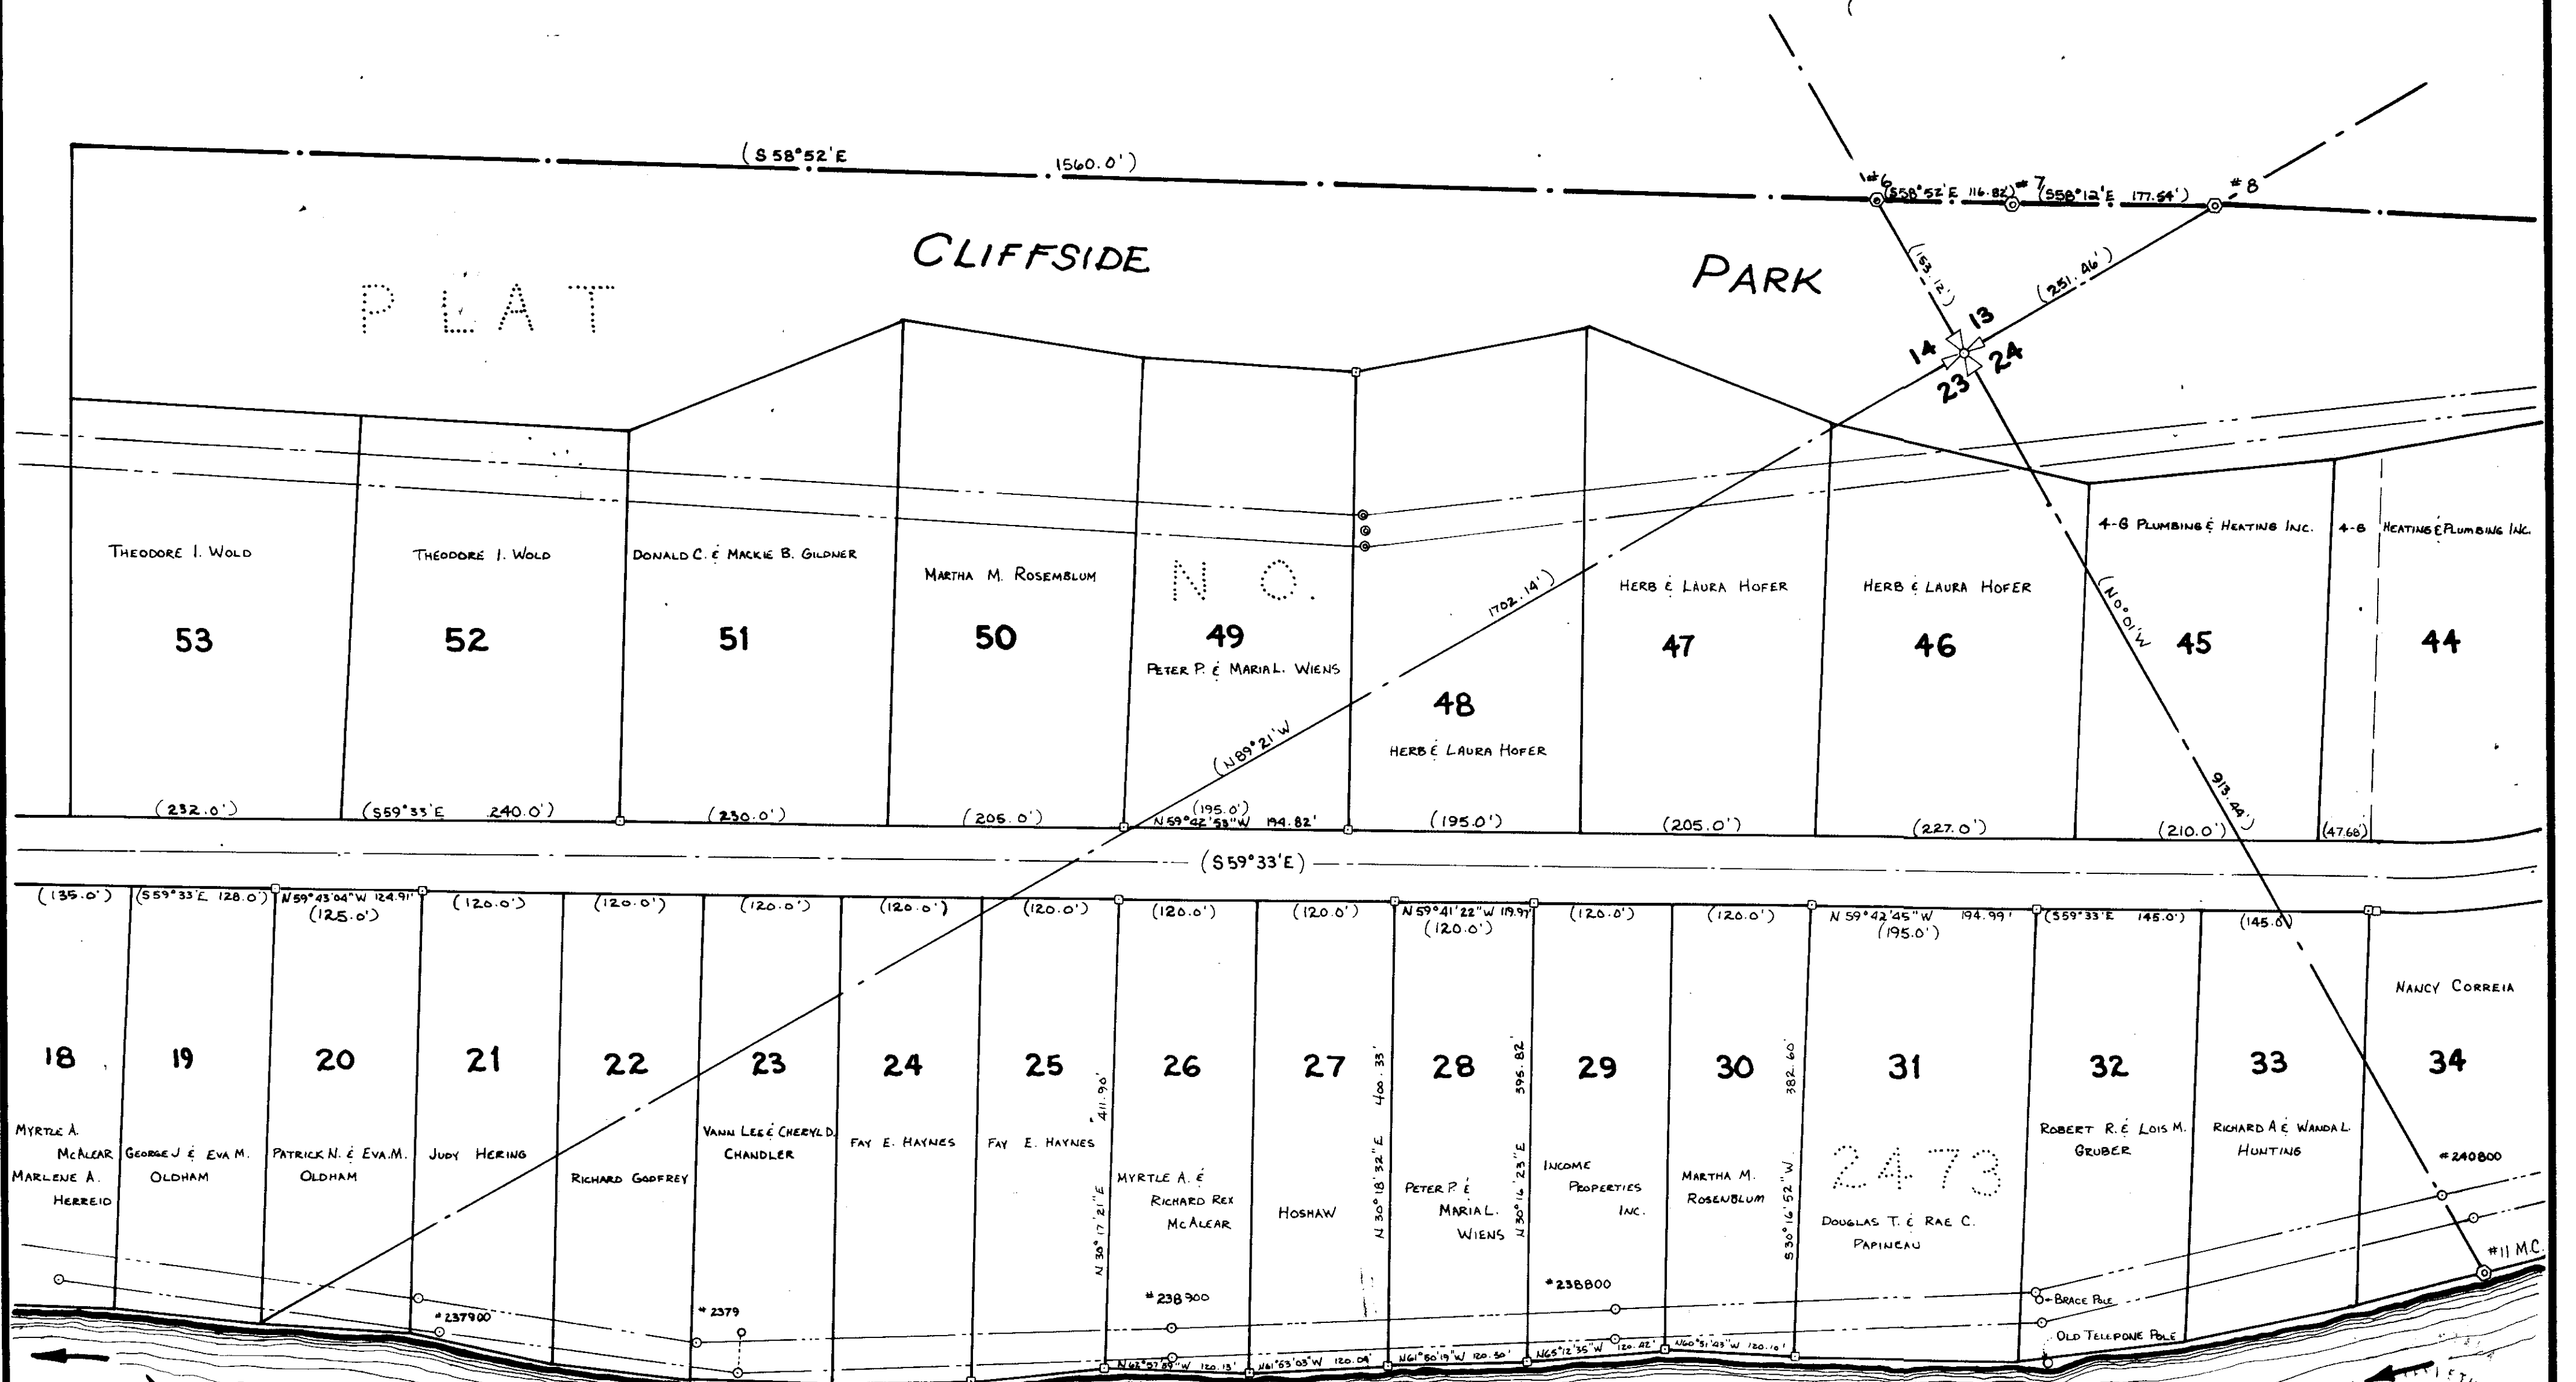 (S 58°52'E 1560.0')
#6 (S58°52'E 116.82') #7 (S58°12'E 177.54') #8
CLIFFSIDE PARK
PLAT
(153.12')
(251.46')
14 13
23 24
THEODORE I. WOLD
53
THEODORE I. WOLD
52
DONALD C. & MACKIE B. GILDNER
51
MARTHA M. ROSEMBLUM
50
NO.
49
PETER P. & MARIA L. WIENS
48
HERB & LAURA HOFER
HERB & LAURA HOFER
47
HERB & LAURA HOFER
46
4-G PLUMBING & HEATING INC.
45
4-G HEATING & PLUMBING INC.
44
(N89°21'W 1702.14')
(N0°01'W 913.44')
(232.0')
(S59°33'E 240.0')
(230.0')
(205.0')
(195.0')
N 59°42'53"W 194.82'
(195.0')
(205.0')
(227.0')
(210.0')
(47.68)
(S59°33'E)
(135.0')
(S59°33'E 128.0')
N59°43'04"W 124.91'
(125.0')
(120.0')
(120.0')
(120.0')
(120.0')
(120.0')
(120.0')
(120.0')
N 59°41'22"W 119.97'
(120.0')
(120.0')
(120.0')
N 59°42'45"W 194.99'
(195.0')
(S59°33'E 145.0')
(145.0')
18
MYRTLE A.
MCALEAR
MARLENE A.
HERREID
19
GEORGE J & EVA M.
OLDHAM
20
PATRICK N. & EVA.M.
OLDHAM
21
JUDY HERING
22
RICHARD GODFREY
23
VANN LEE & CHERYL D.
CHANDLER
24
FAY E. HAYNES
25
FAY E. HAYNES
N 30°17'21"E 411.90'
26
MYRTLE A. &
RICHARD REX
MCALEAR
27
HOSHAW
N 30°18'32"E 400.33'
28
PETER P. &
MARIA L.
WIENS
N 30°16'23"E 395.82'
29
INCOME
PROPERTIES
INC.
30
MARTHA M.
ROSENBLUM
S 30°16'52"W 382.60'
31
2473
DOUGLAS T. & RAE C.
PAPINEAU
32
ROBERT R. & LOIS M.
GRUBER
33
RICHARD A & WANDA L.
HUNTING
NANCY CORREIA
34
#240800
#11 M.C.
#237900
#2379
#238900
#238800
BRACE POLE
OLD TELEPONE POLE
N61°53'03"W 120.09'
N61°50'19"W 120.30'
N65°12'35"W 120.42'
N60°31'43"W 120.10'